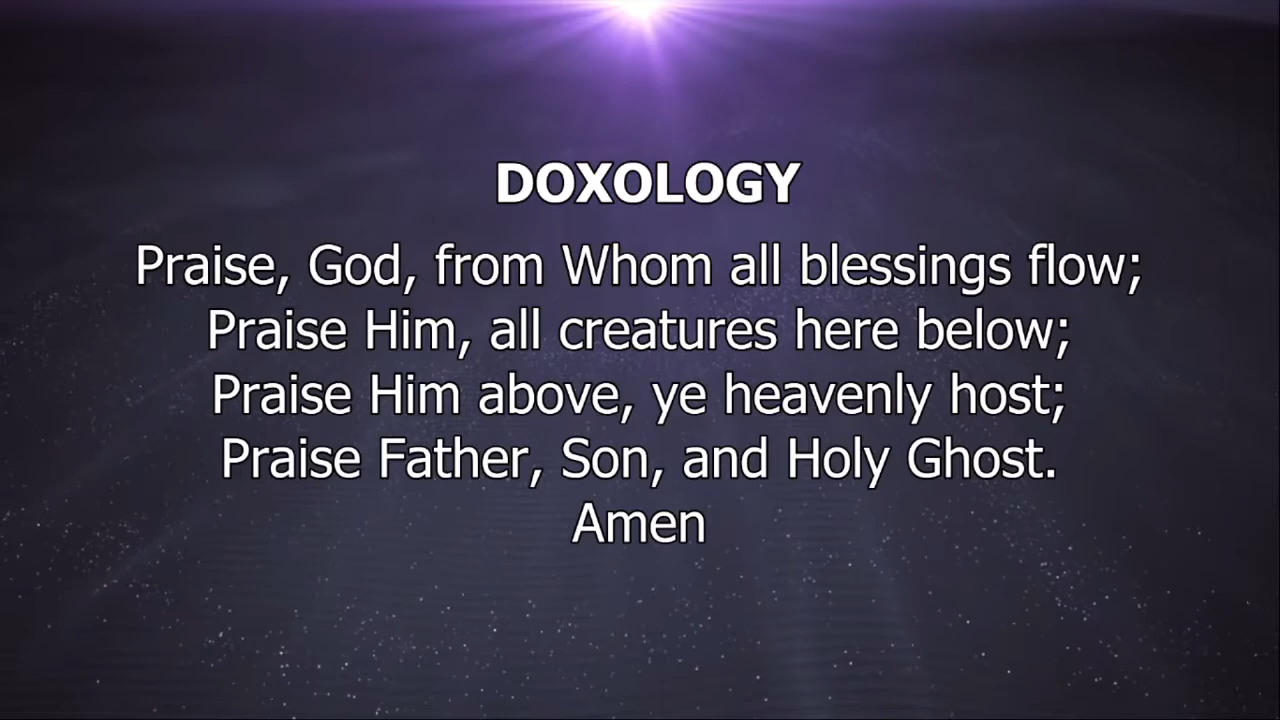 DOXOLOGY
Praise, God, from Whom all blessings flow;
Praise Him, all creatures here below;
Praise Him above, ye heavenly host;
Praise Father, Son, and Holy Ghost.
Amen